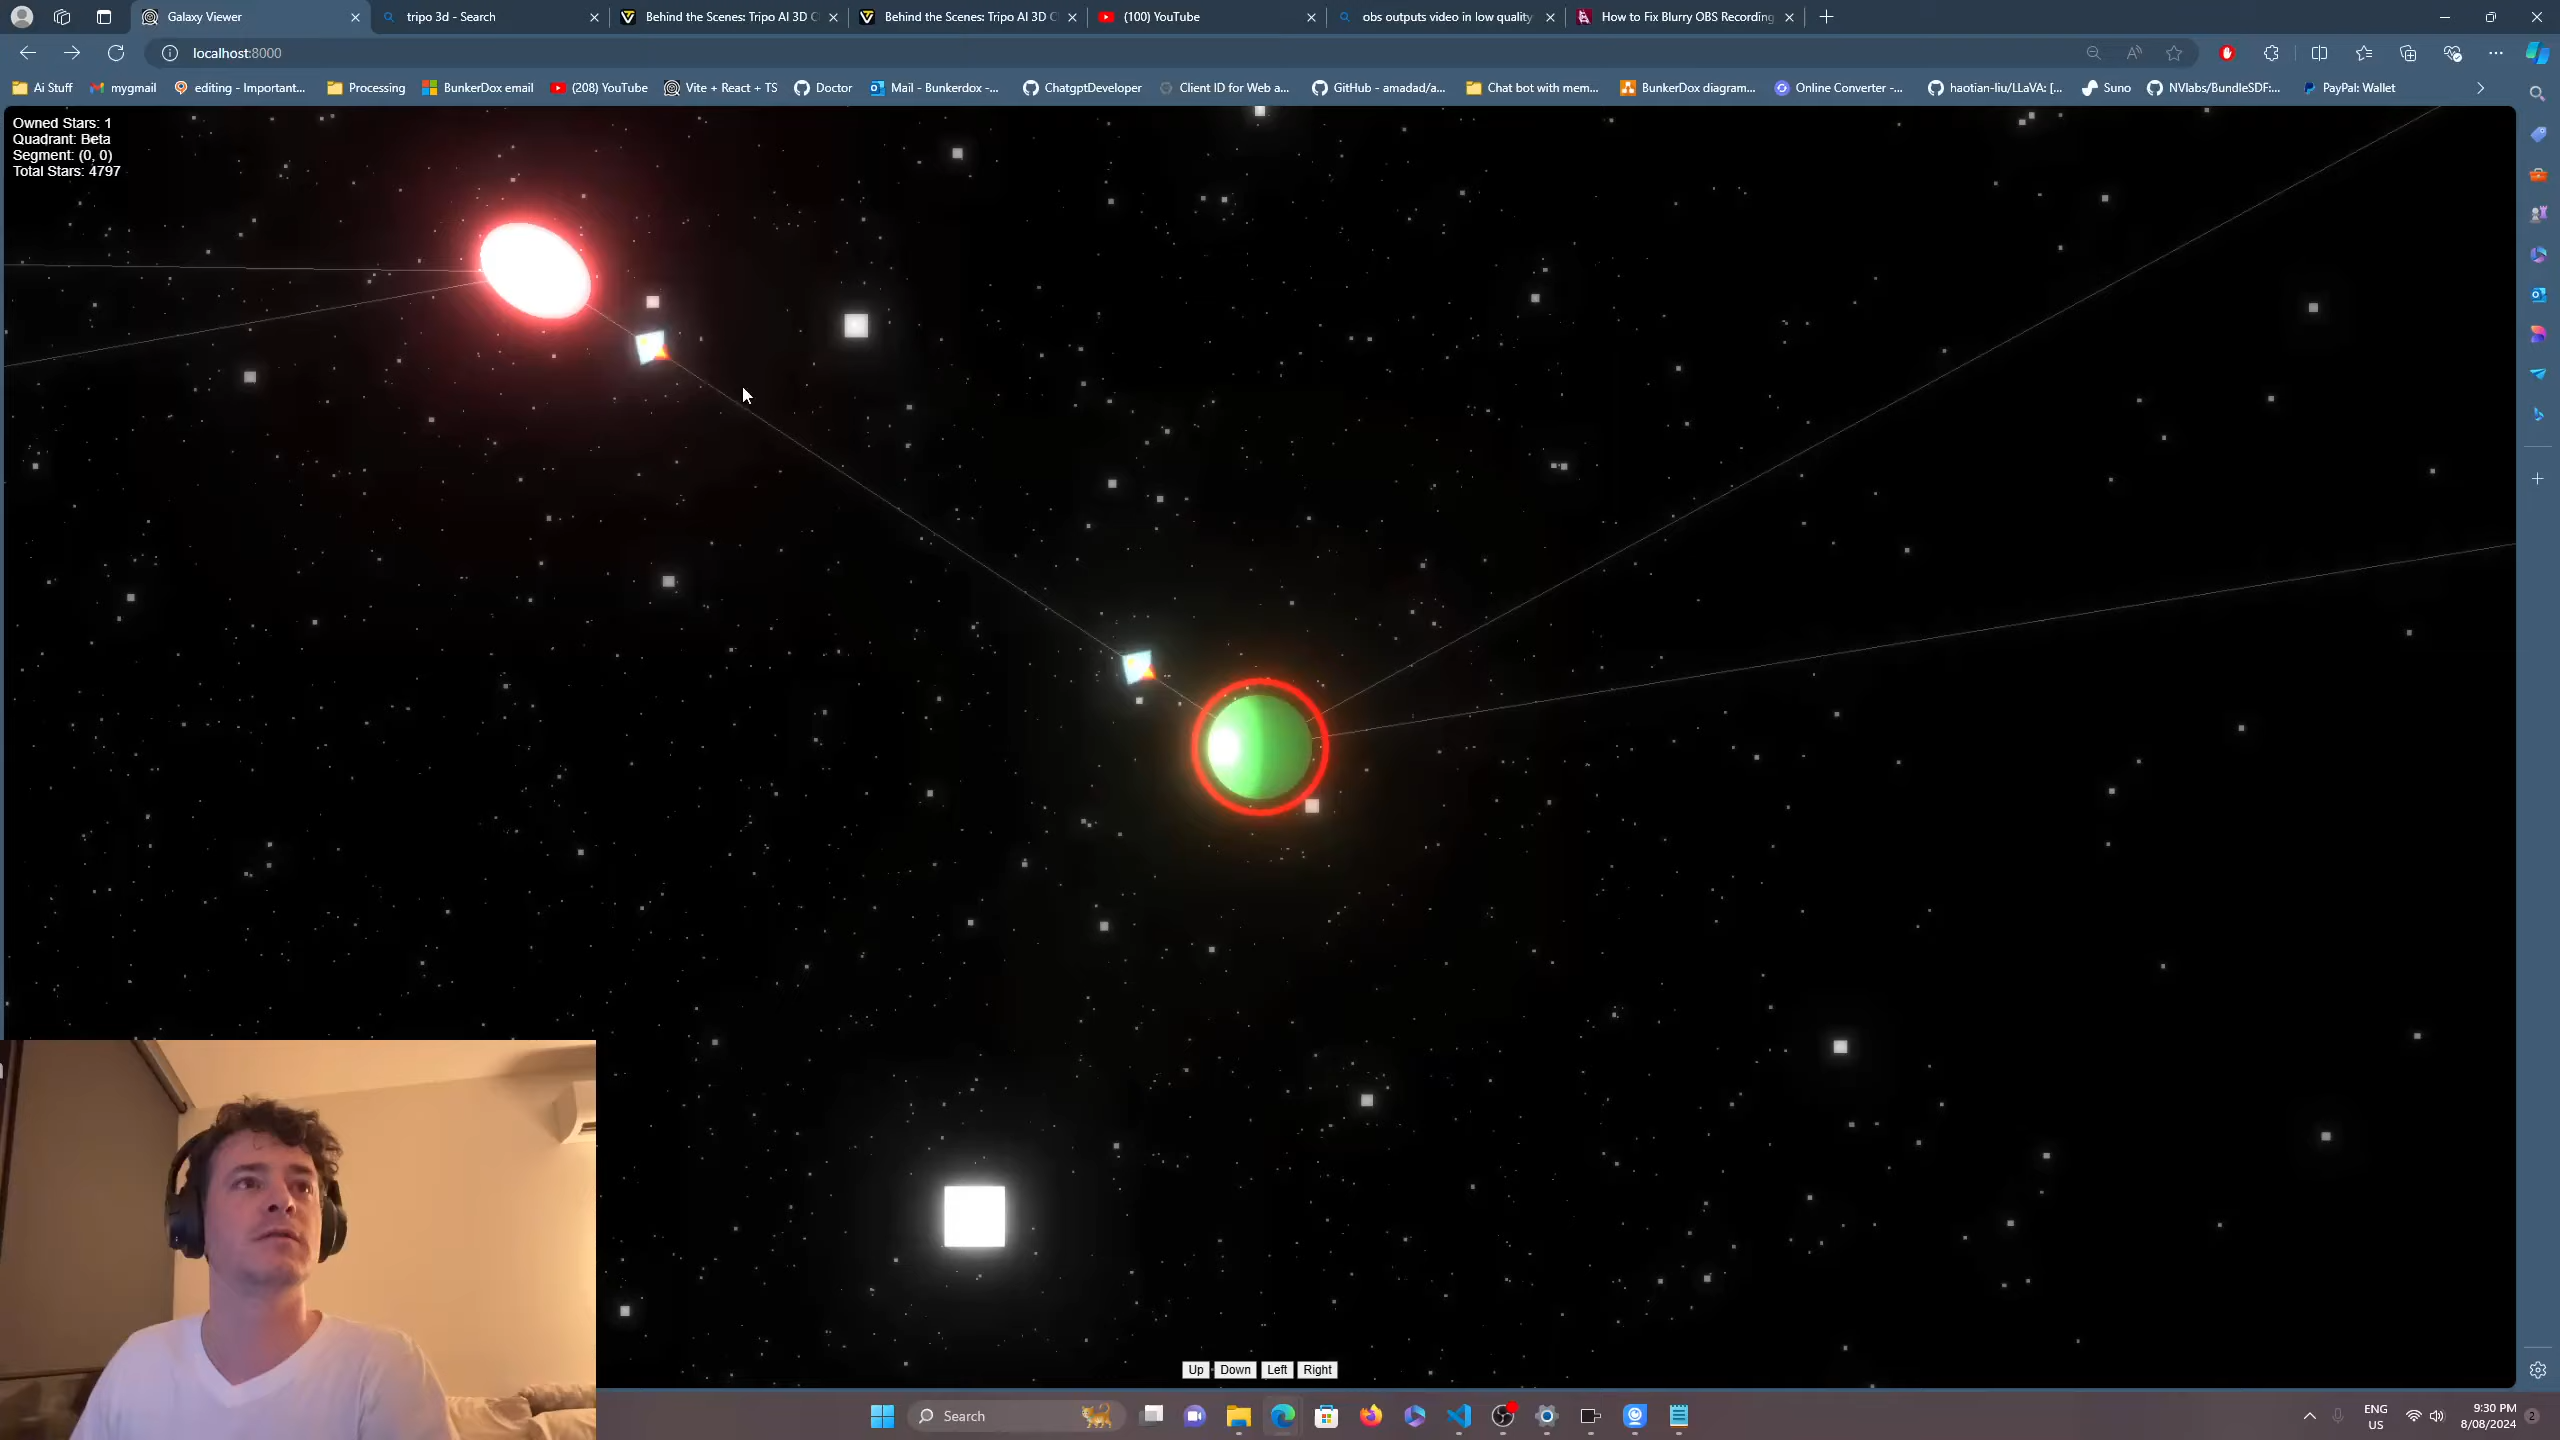 Galaxy Viewer
tripo 3d - Search
Behind the Scenes: Tripo AI 3D C
Behind the Scenes: Tripo AI 3D C
(100) YouTube
obs outputs video in low quality
How to Fix Blurry OBS Recording
localhost:8000
Ai Stuff
mygmail
editing - Important...
Processing
BunkerDox email
(208) YouTube
Vite + React + TS
Doctor
Mail - Bunkerdox -...
ChatgptDeveloper
Client ID for Web a...
GitHub - amadad/a...
Chat bot with mem...
BunkerDox diagram...
Online Converter -...
haotian-liu/LLaVA: [...
Suno
NVlabs/BundleSDF:...
PayPal: Wallet
Owned Stars: 1
Quadrant: Beta
Segment: (0, 0)
Total Stars: 4797
Up
Down
Left
Right
Search
ENG
US
9:30 PM
8/08/2024
2